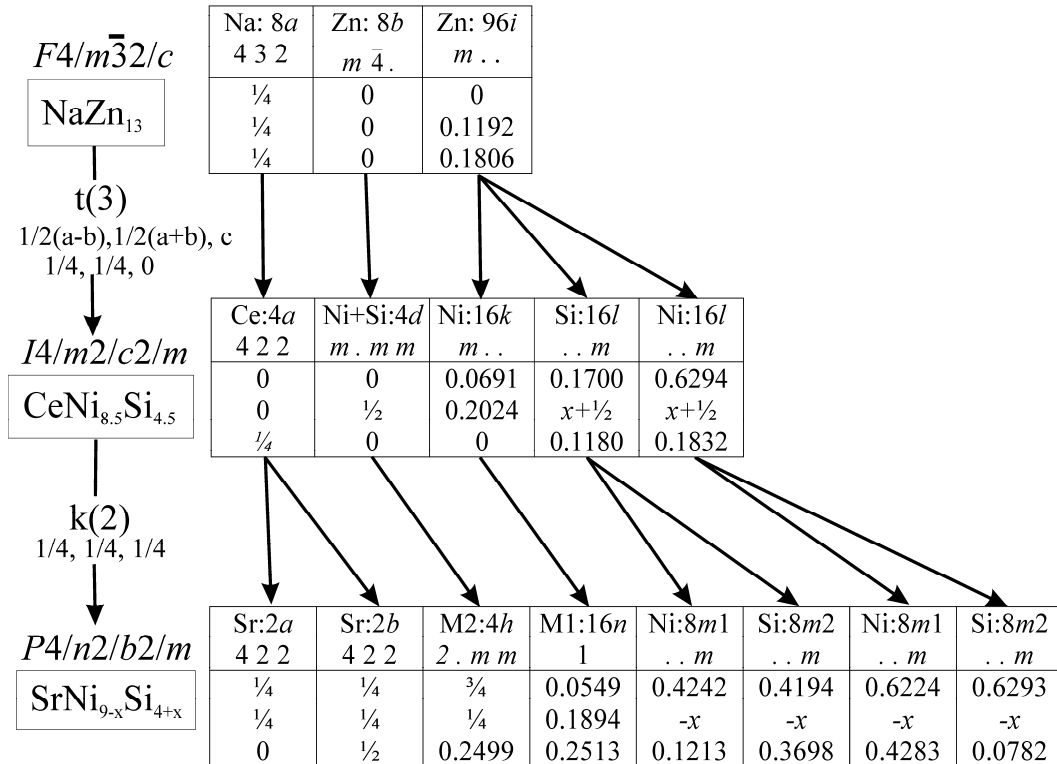 F4/m3̄2/c
NaZn₁₃
Na: 8a Zn: 8b Zn: 96i
4 3 2 m 4̄ . m . .
¼ 0 0
¼ 0 0.1192
¼ 0 0.1806
t(3)
1/2(a-b),1/2(a+b), c
1/4, 1/4, 0
I4/m2/c2/m
CeNi₈.₅Si₄.₅
Ce:4a Ni+Si:4d Ni:16k Si:16l Ni:16l
4 2 2 m . m m m . . . . m . . m
0 0 0.0691 0.1700 0.6294
0 ½ 0.2024 x+½ x+½
¼ 0 0 0.1180 0.1832
k(2)
1/4, 1/4, 1/4
P4/n2/b2/m
SrNi₉₋ₓSi₄₊ₓ
Sr:2a Sr:2b M2:4h M1:16n Ni:8m1 Si:8m2 Ni:8m1 Si:8m2
4 2 2 4 2 2 2 . m m 1 . . m . . m . . m . . m
¼ ¼ ¾ 0.0549 0.4242 0.4194 0.6224 0.6293
¼ ¼ ¼ 0.1894 -x -x -x -x
0 ½ 0.2499 0.2513 0.1213 0.3698 0.4283 0.0782